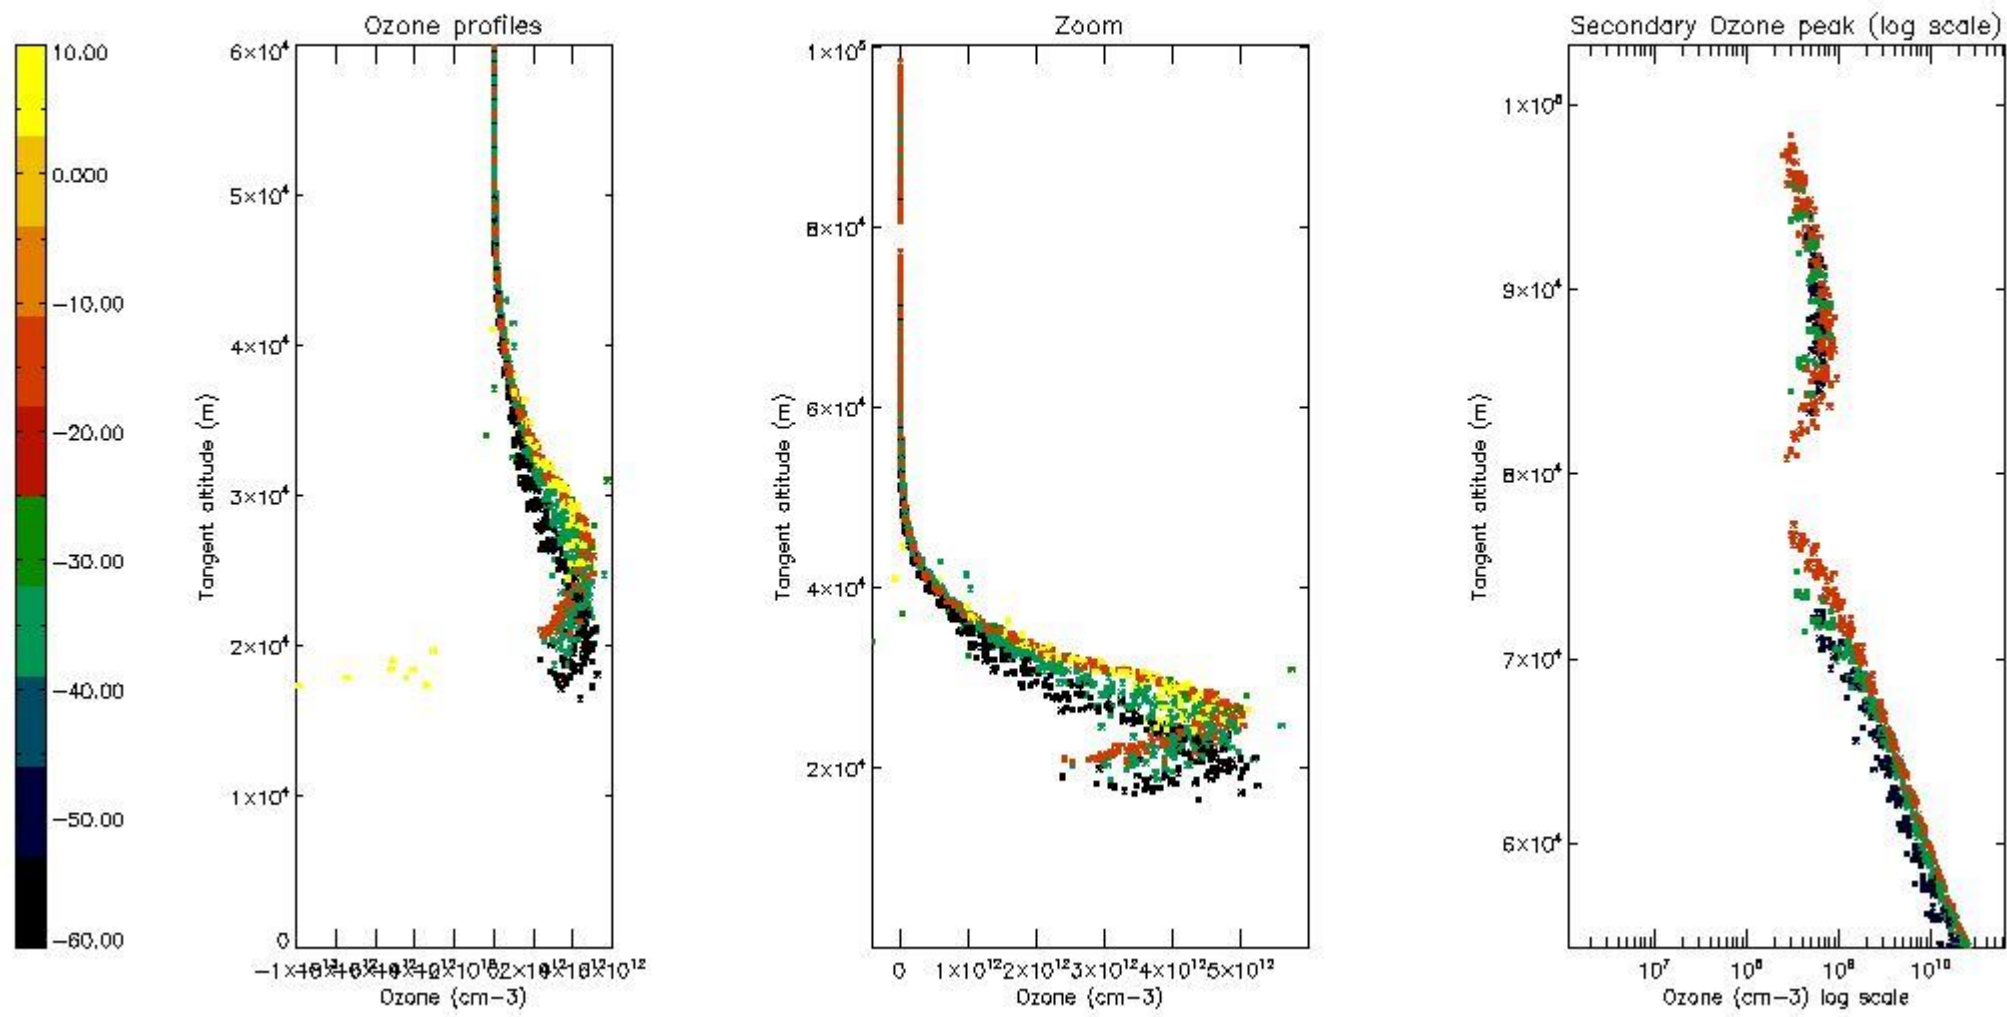 Ozone profiles
Zoom
Secondary Ozone peak (log scale)
10.00
0.000
−10.00
−20.00
−30.00
−40.00
−50.00
−60.00
6×10⁴
5×10⁴
4×10⁴
3×10⁴
2×10⁴
1×10⁴
0
Tangent altitude (m)
Ozone (cm−3)
1×10⁵
8×10⁴
6×10⁴
4×10⁴
2×10⁴
Tangent altitude (m)
0 1×10¹² 2×10¹² 3×10¹² 4×10¹² 5×10¹²
Ozone (cm−3)
9×10⁴
8×10⁴
7×10⁴
6×10⁴
Tangent altitude (m)
10⁷ 10⁸ 10⁹ 10¹⁰
Ozone (cm−3) log scale